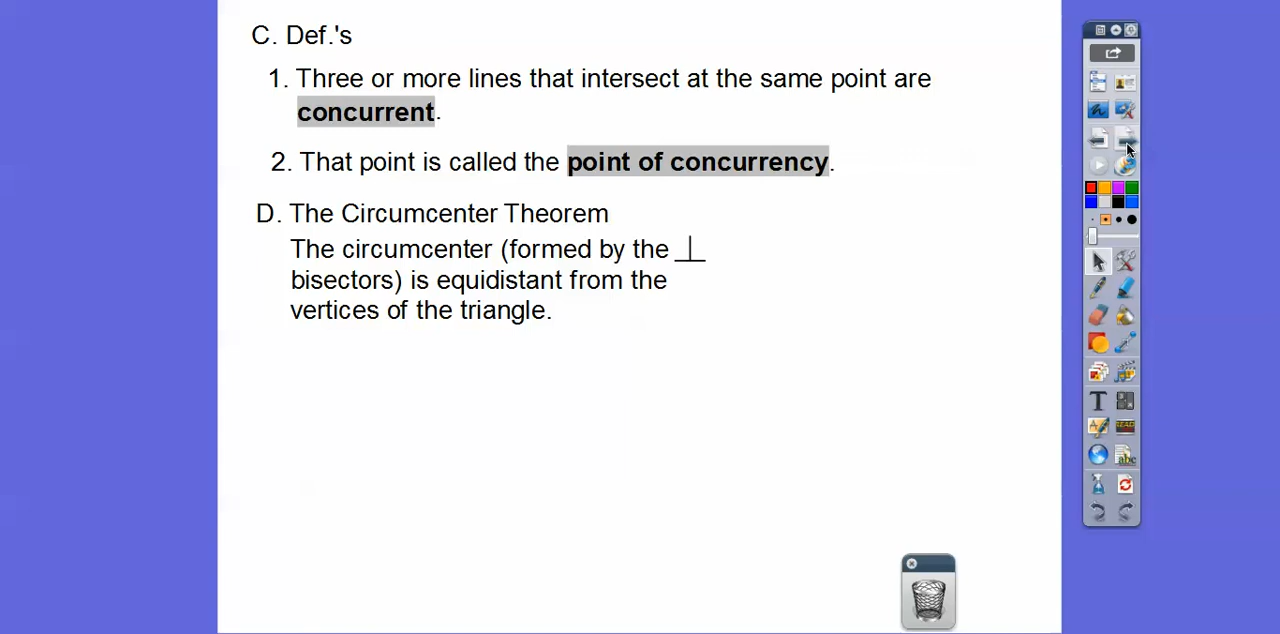 C. Def.'s
1. Three or more lines that intersect at the same point are
concurrent.
2. That point is called the point of concurrency.
D. The Circumcenter Theorem
The circumcenter (formed by the ⊥
bisectors) is equidistant from the
vertices of the triangle.